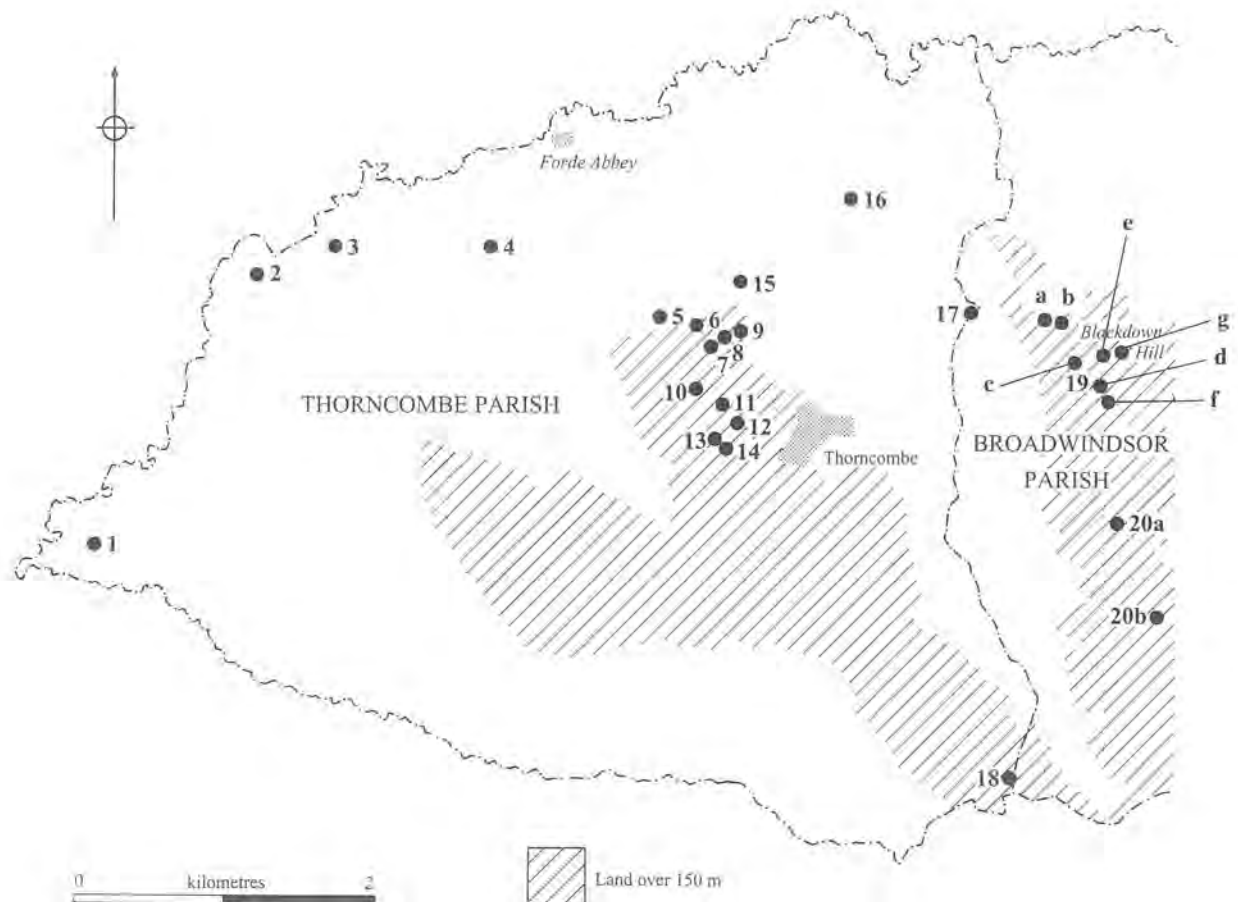 Forde Abbey
16
e
3
4
2
15
a
b
g
5
6
9
17
Blackdown
Hill
8
7
c
19
d
10
f
THORNCOMBE PARISH
11
12
13
14
Thorncombe
BROADWINDSOR
PARISH
20a
1
20b
18
0 kilometres 2
Land over 150 m